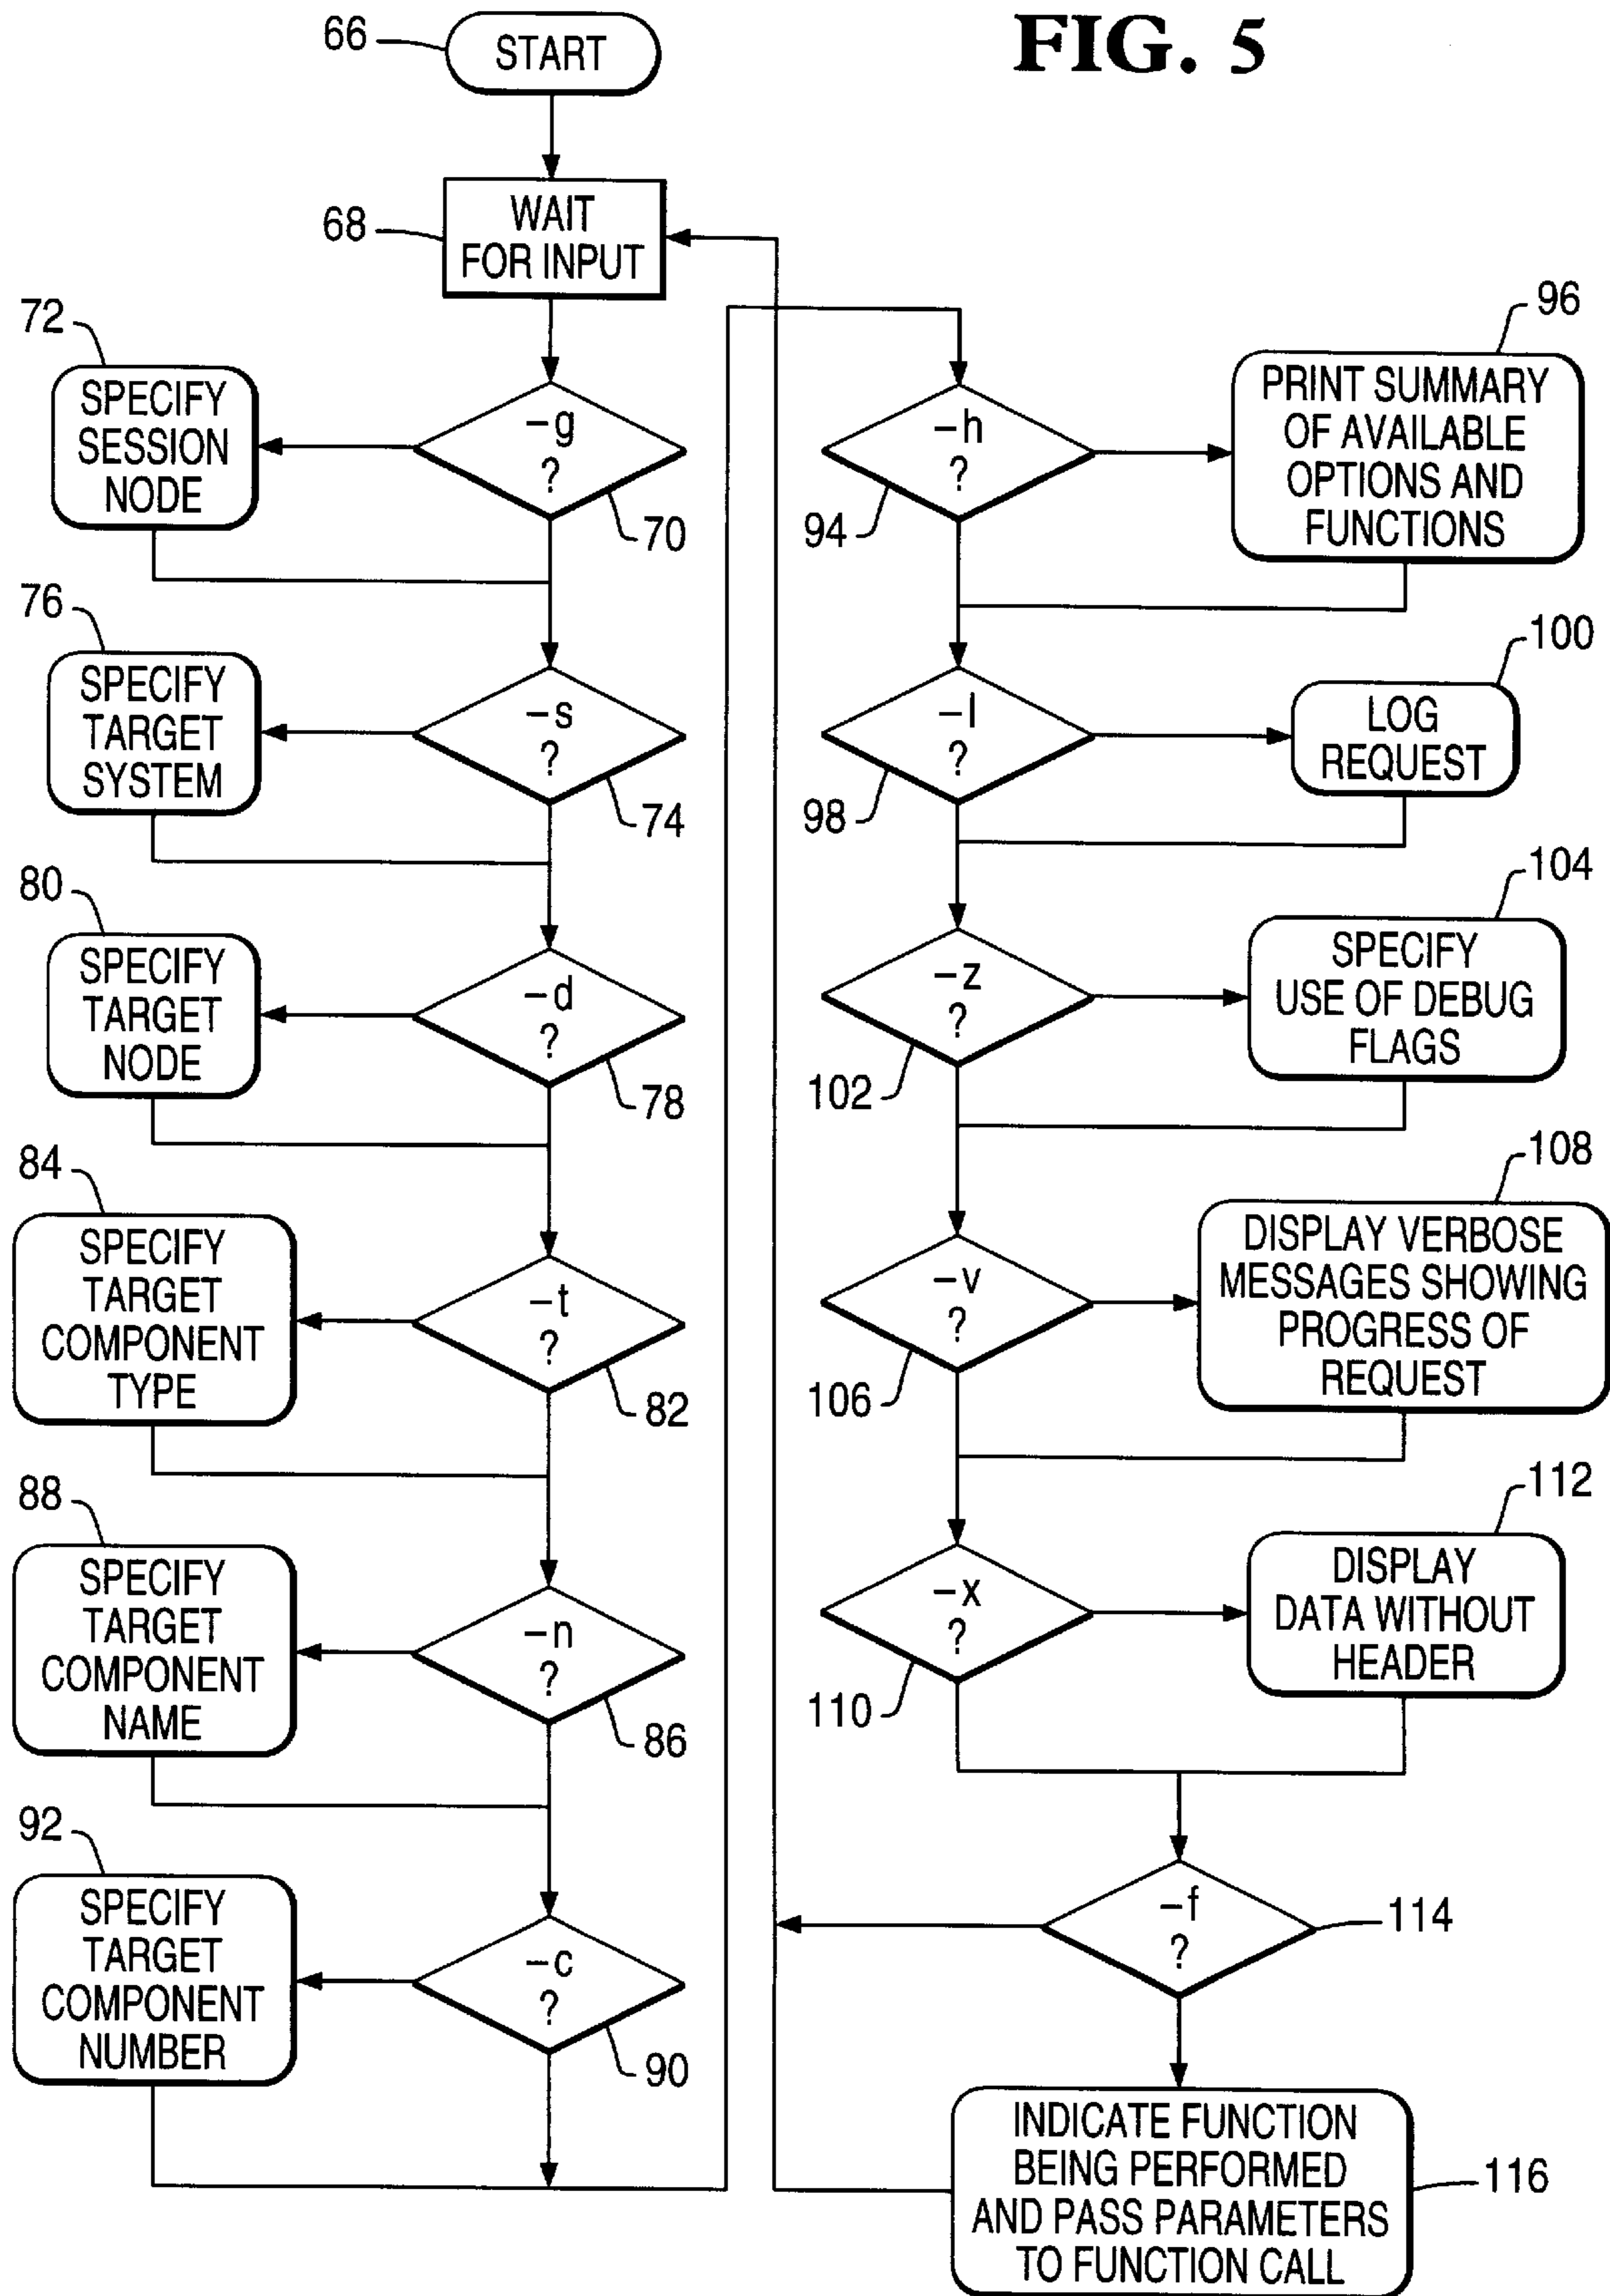 FIG. 5
66
START
68
WAIT
FOR INPUT
72
SPECIFY
SESSION
NODE
–g
?
70
76
SPECIFY
TARGET
SYSTEM
–s
?
74
80
SPECIFY
TARGET
NODE
–d
?
78
84
SPECIFY
TARGET
COMPONENT
TYPE
–t
?
82
88
SPECIFY
TARGET
COMPONENT
NAME
–n
?
86
92
SPECIFY
TARGET
COMPONENT
NUMBER
–c
?
90
–h
?
94
96
PRINT SUMMARY
OF AVAILABLE
OPTIONS AND
FUNCTIONS
–l
?
98
100
LOG
REQUEST
–z
?
102
104
SPECIFY
USE OF DEBUG
FLAGS
–v
?
106
108
DISPLAY VERBOSE
MESSAGES SHOWING
PROGRESS OF
REQUEST
–x
?
110
112
DISPLAY
DATA WITHOUT
HEADER
–f
?
114
INDICATE FUNCTION
BEING PERFORMED
AND PASS PARAMETERS
TO FUNCTION CALL
116